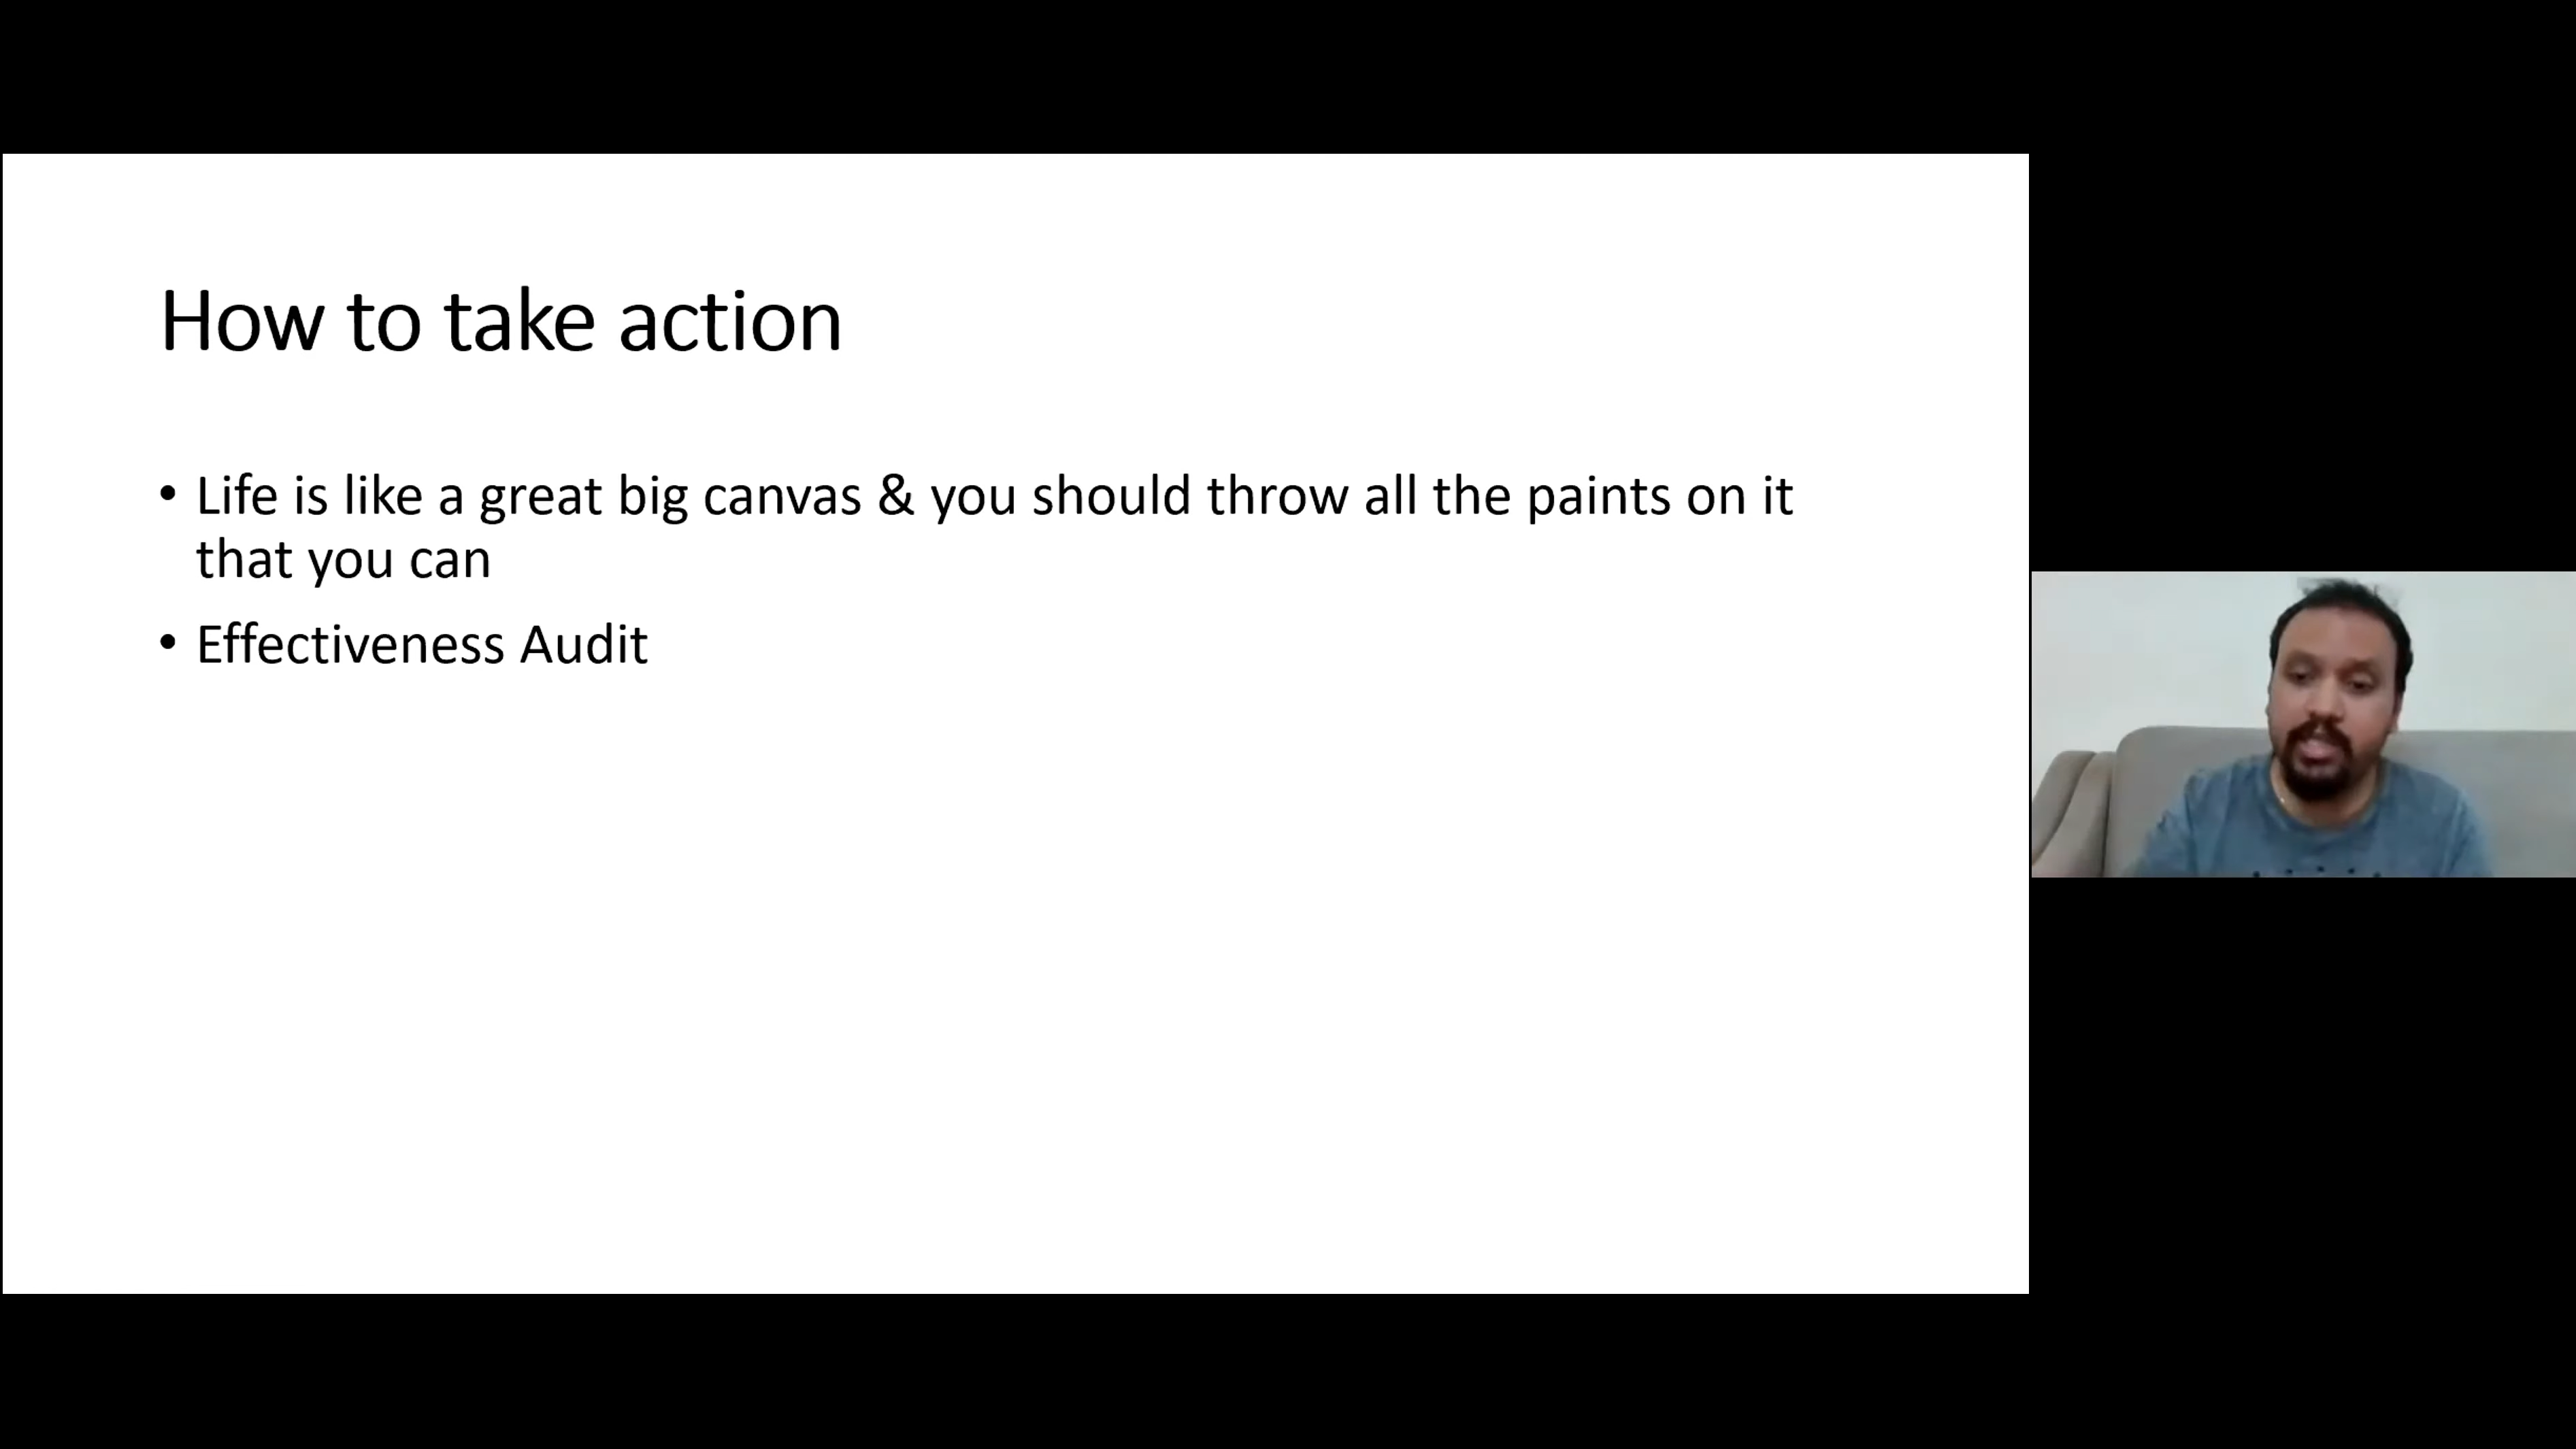 How to take action
• Life is like a great big canvas & you should throw all the paints on it
that you can
• Effectiveness Audit